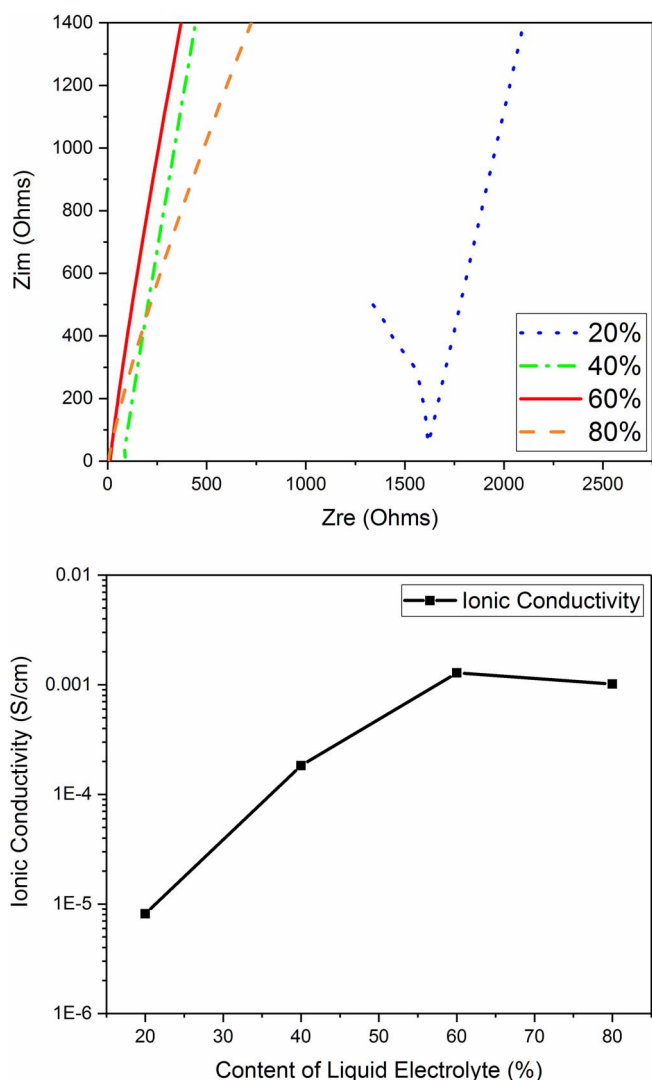 1400
1200
1000
800
600
400
200
0
Zim (Ohms)
20%
40%
60%
80%
0 500 1000 1500 2000 2500
Zre (Ohms)
0.01
0.001
1E-4
1E-5
1E-6
Ionic Conductivity (S/cm)
Ionic Conductivity
20 30 40 50 60 70 80
Content of Liquid Electrolyte (%)